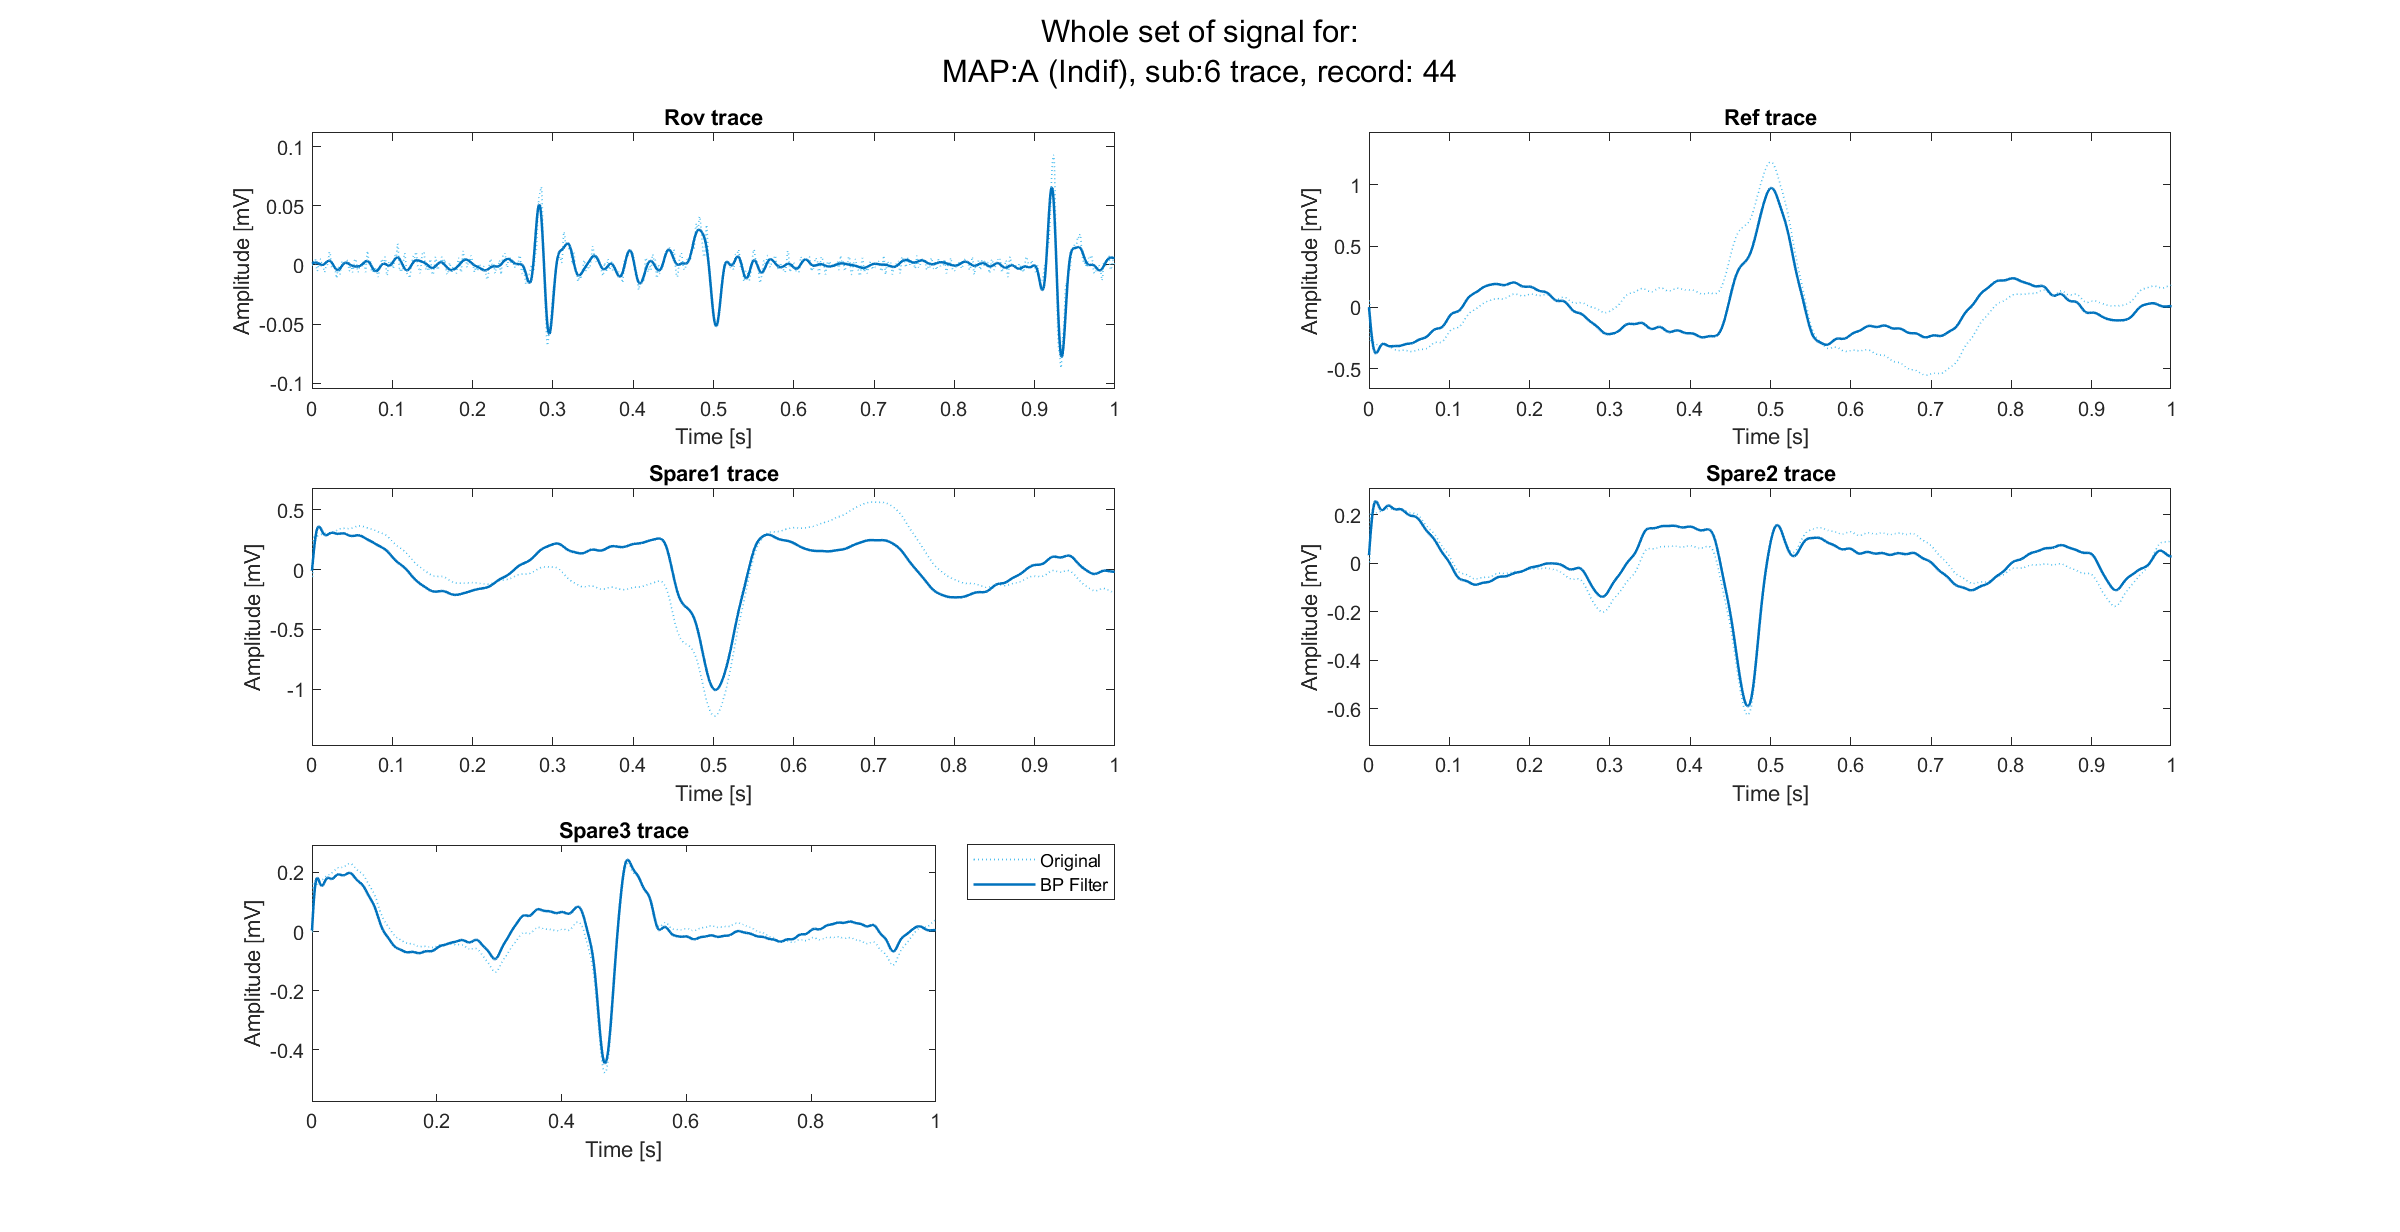 Whole set of signal for:
MAP:A (Indif), sub:6 trace, record: 44
Rov trace
Amplitude [mV]
0.1
0.05
0
-0.05
-0.1
0 0.1 0.2 0.3 0.4 0.5 0.6 0.7 0.8 0.9 1
Time [s]
Ref trace
Amplitude [mV]
1
0.5
0
-0.5
0 0.1 0.2 0.3 0.4 0.5 0.6 0.7 0.8 0.9 1
Time [s]
Spare1 trace
Amplitude [mV]
0.5
0
-0.5
-1
0 0.1 0.2 0.3 0.4 0.5 0.6 0.7 0.8 0.9 1
Time [s]
Spare2 trace
Amplitude [mV]
0.2
0
-0.2
-0.4
-0.6
0 0.1 0.2 0.3 0.4 0.5 0.6 0.7 0.8 0.9 1
Time [s]
Spare3 trace
Amplitude [mV]
0.2
0
-0.2
-0.4
0 0.2 0.4 0.6 0.8 1
Time [s]
Original
BP Filter